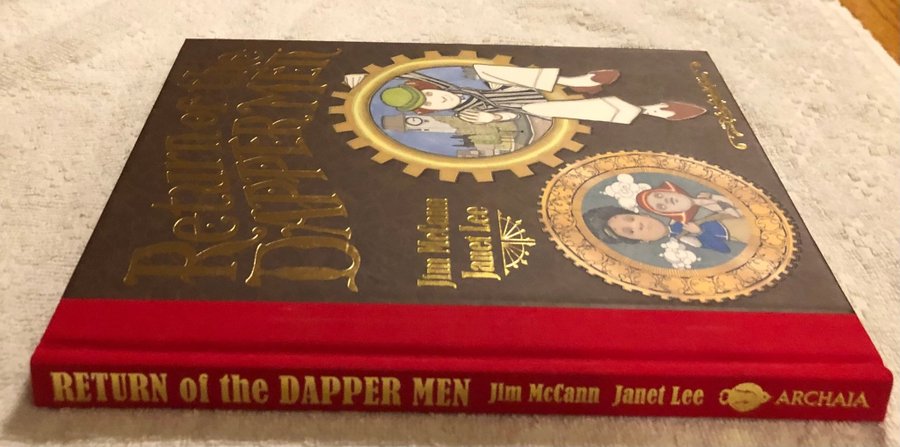 Return of the
DAPPER MEN
Jim McCann
Janet Lee
RETURN of the DAPPER MEN Jim McCann Janet Lee ARCHAIA